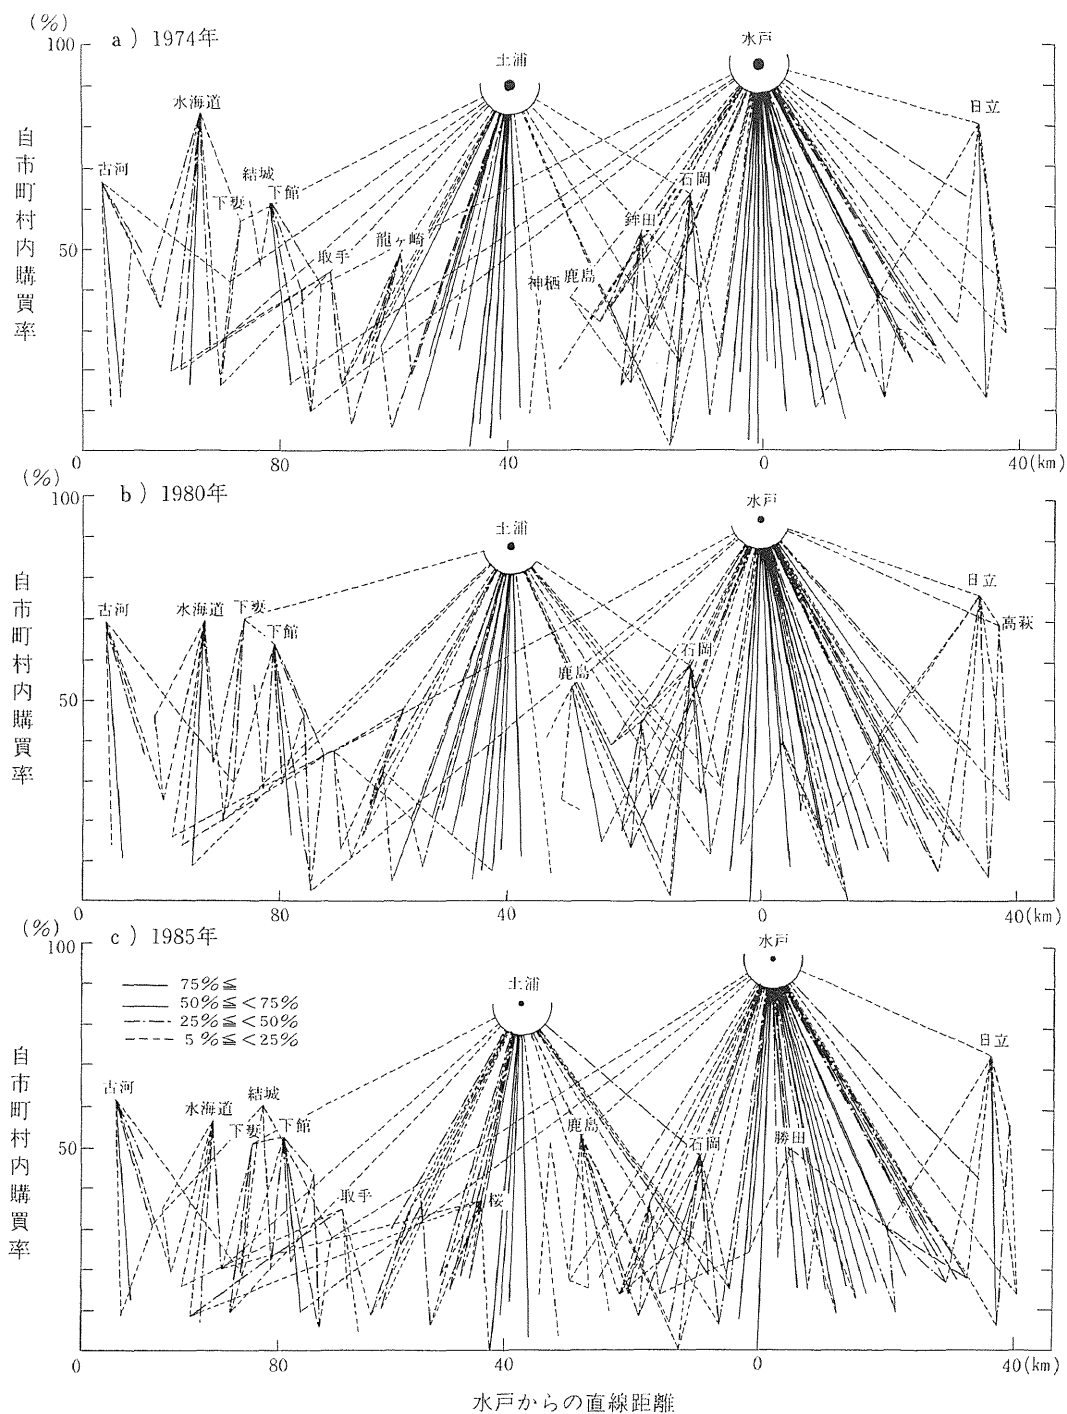 (%)
100
a ) 1974年
水戸
土浦
日立
水海道
古河
結城
下妻
下館
石岡
鉾田
龍ヶ崎
取手
神栖
鹿島
50
自市町村内購買率
0
80
40
0
40(km)
(%)
100
b ) 1980年
水戸
土浦
日立
高萩
古河
水海道
下妻
下館
石岡
鹿島
50
自市町村内購買率
0
80
40
0
40(km)
(%)
100
c ) 1985年
水戸
土浦
75%≦
50%≦<75%
25%≦<50%
5%≦<25%
日立
古河
水海道
結城
下妻
下館
鹿島
石岡
勝田
取手
桜
50
自市町村内購買率
0
80
40
0
40(km)
水戸からの直線距離